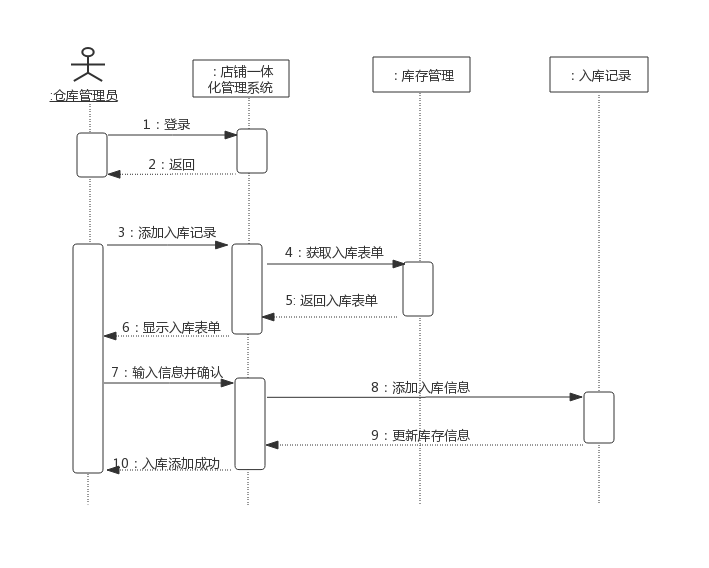 :仓库管理员
：店铺一体
化管理系统
：库存管理
：入库记录
1：登录
2：返回
3：添加入库记录
4：获取入库表单
5: 返回入库表单
6：显示入库表单
7：输入信息并确认
8：添加入库信息
9：更新库存信息
10：入库添加成功